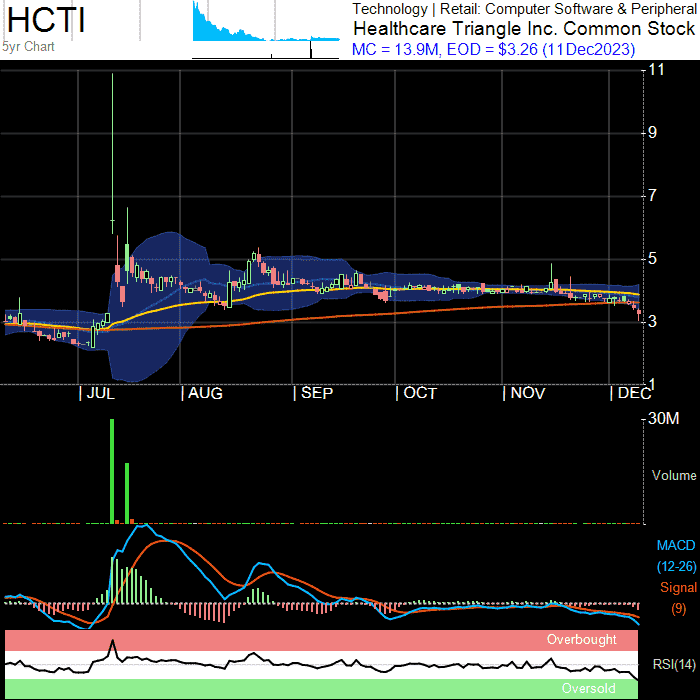 HCTI
5yr Chart
Technology | Retail: Computer Software & Peripheral
Healthcare Triangle Inc. Common Stock
MC = 13.9M, EOD = $3.26 (11Dec2023)
11
9
7
5
3
1
JUL AUG SEP OCT NOV DEC
30M
Volume
MACD
(12-26)
Signal
(9)
Overbought
RSI(14)
Oversold